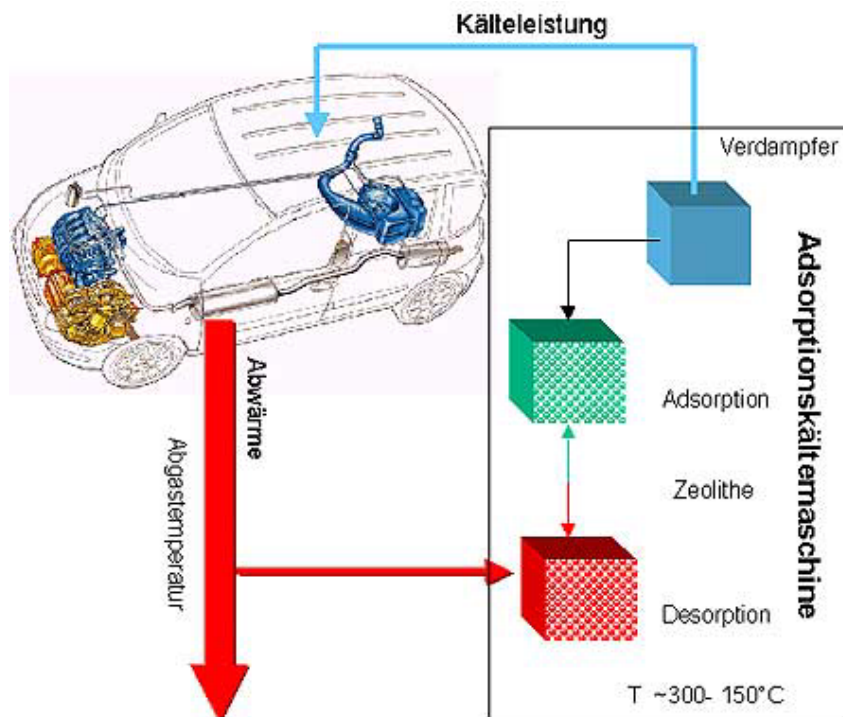 Kälteleistung
Verdampfer
Adsorptionskältemaschine
Adsorption
Abwärme
Abgastemperatur
Zeolithe
Desorption
T ~300- 150°C